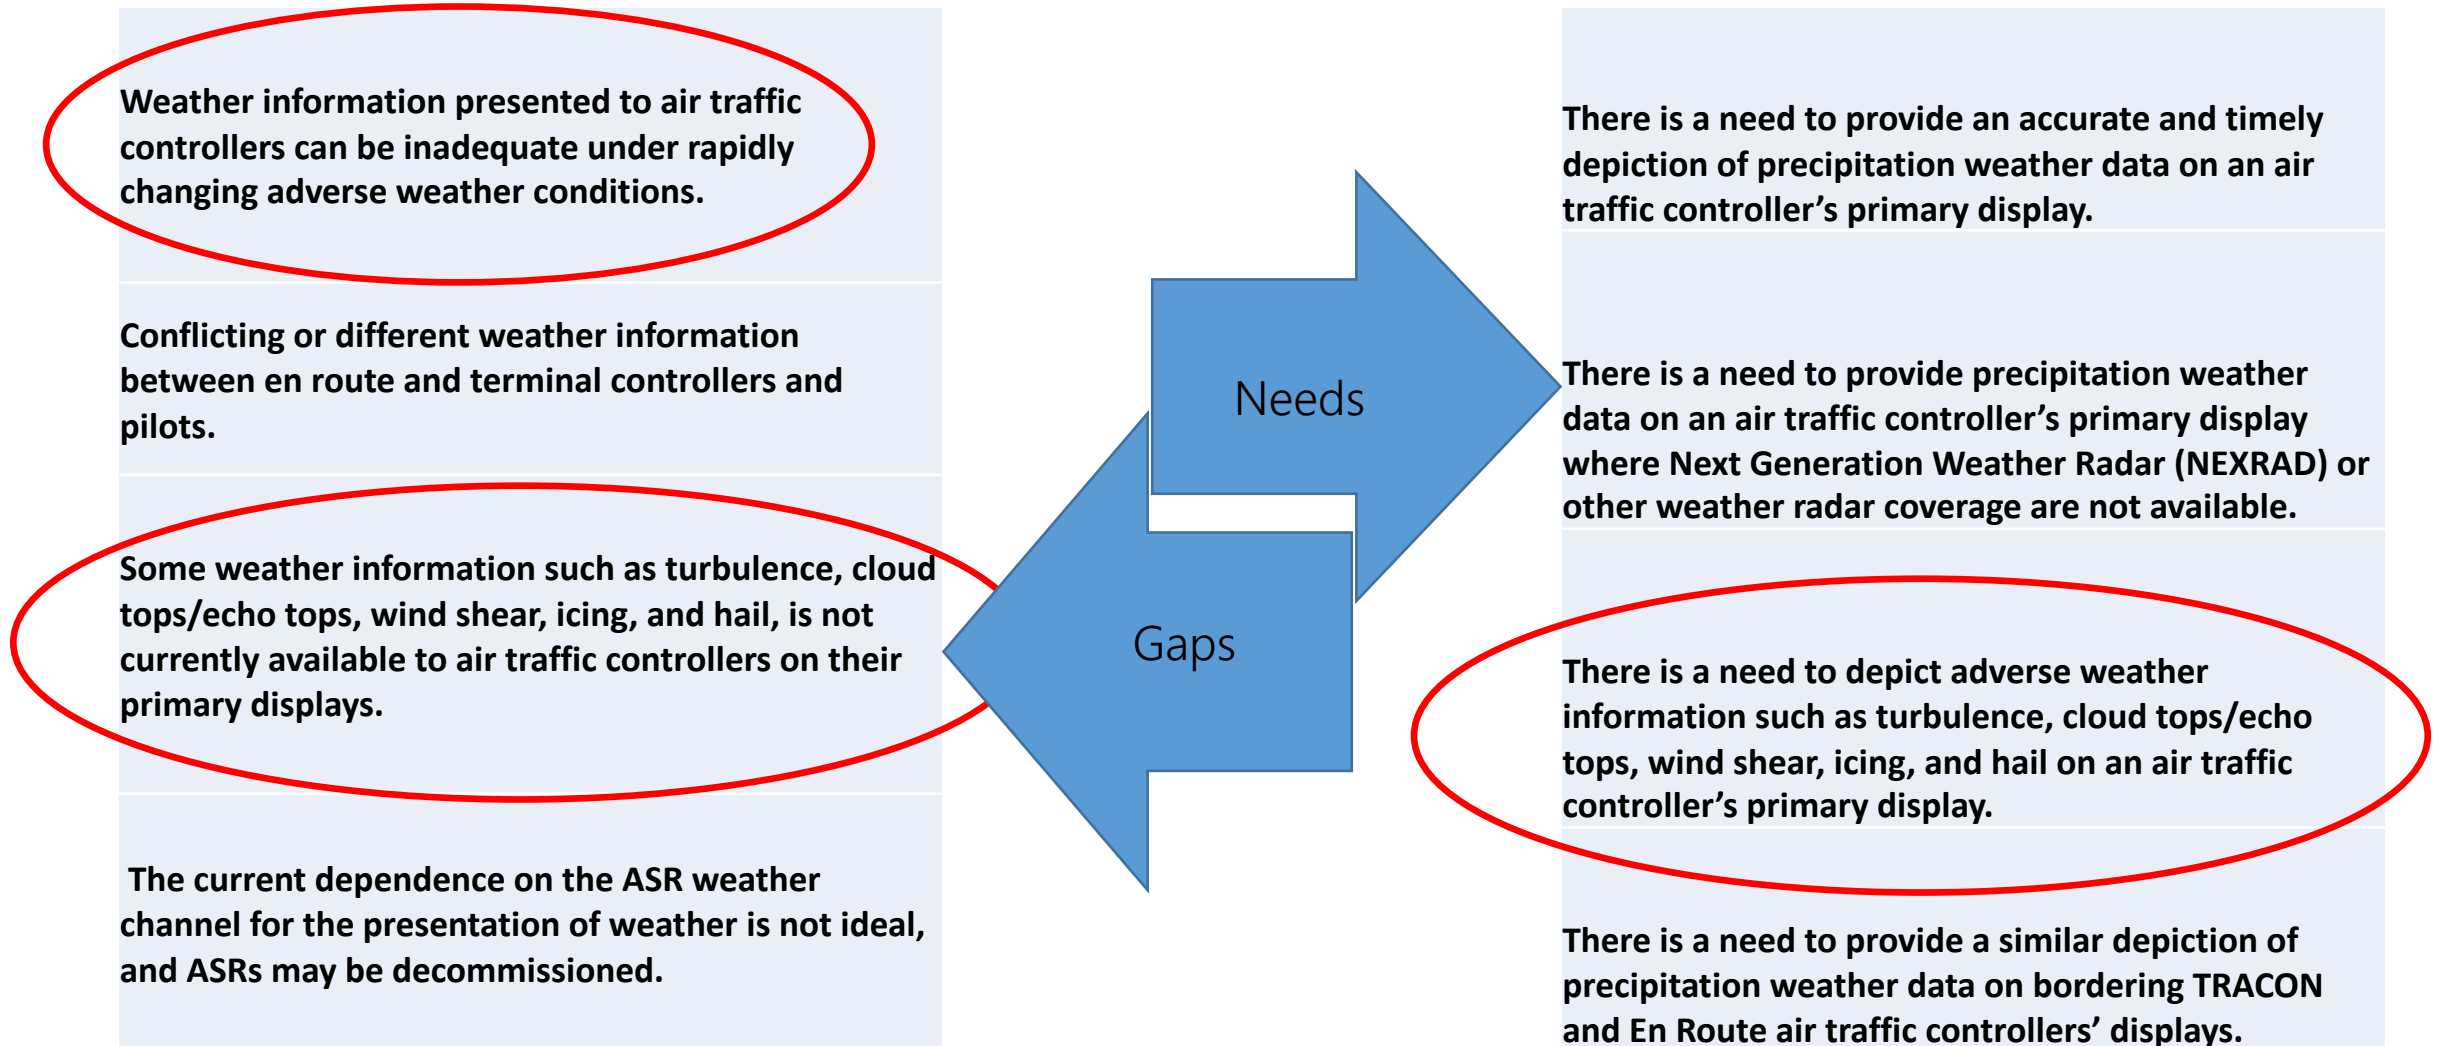 Weather information presented to air traffic
controllers can be inadequate under rapidly
changing adverse weather conditions.
Conflicting or different weather information
between en route and terminal controllers and
pilots.
Some weather information such as turbulence, cloud
tops/echo tops, wind shear, icing, and hail, is not
currently available to air traffic controllers on their
primary displays.
The current dependence on the ASR weather
channel for the presentation of weather is not ideal,
and ASRs may be decommissioned.
Needs
Gaps
There is a need to provide an accurate and timely
depiction of precipitation weather data on an air
traffic controller’s primary display.
There is a need to provide precipitation weather
data on an air traffic controller’s primary display
where Next Generation Weather Radar (NEXRAD) or
other weather radar coverage are not available.
There is a need to depict adverse weather
information such as turbulence, cloud tops/echo
tops, wind shear, icing, and hail on an air traffic
controller’s primary display.
There is a need to provide a similar depiction of
precipitation weather data on bordering TRACON
and En Route air traffic controllers’ displays.